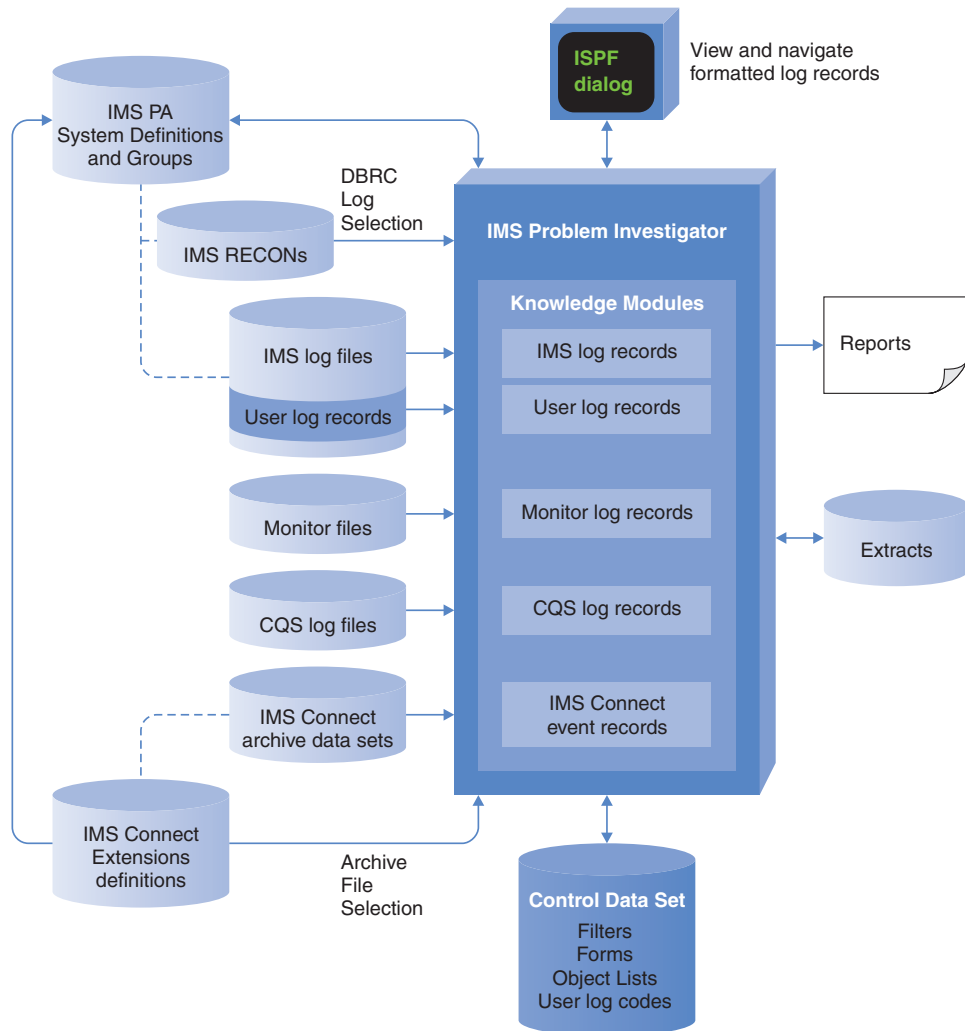 ISPF
dialog
View and navigate
formatted log records
IMS PA
System Definitions
and Groups
DBRC
Log
Selection
IMS RECONs
IMS Problem Investigator
Knowledge Modules
IMS log files
IMS log records
User log records
User log records
Reports
Monitor files
Monitor log records
Extracts
CQS log files
CQS log records
IMS Connect
archive data sets
IMS Connect
event records
IMS Connect
Extensions
definitions
Archive
File
Selection
Control Data Set
Filters
Forms
Object Lists
User log codes